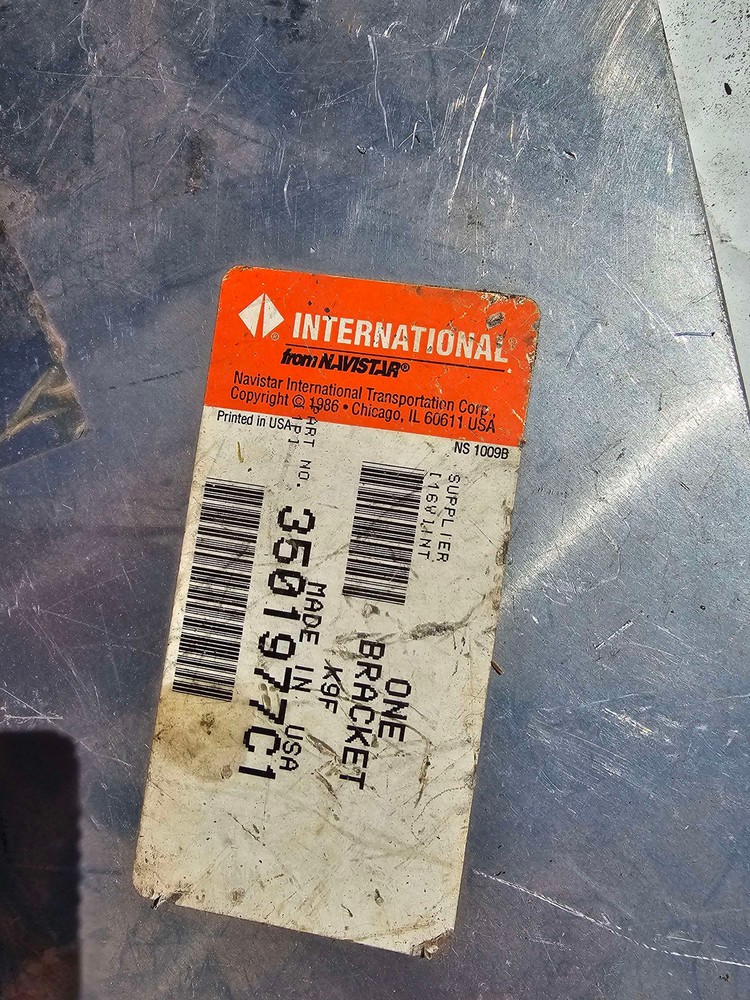 INTERNATIONAL®
from NAVISTAR®
Navistar International Transportation Corp.,
Copyright © 1986 • Chicago, IL 60611 USA
Printed in USA
NS 1009B
SUPPLIER
ONE
BRACKET
K9F
MADE IN USA
PART NO.
[1P]
3501977C1